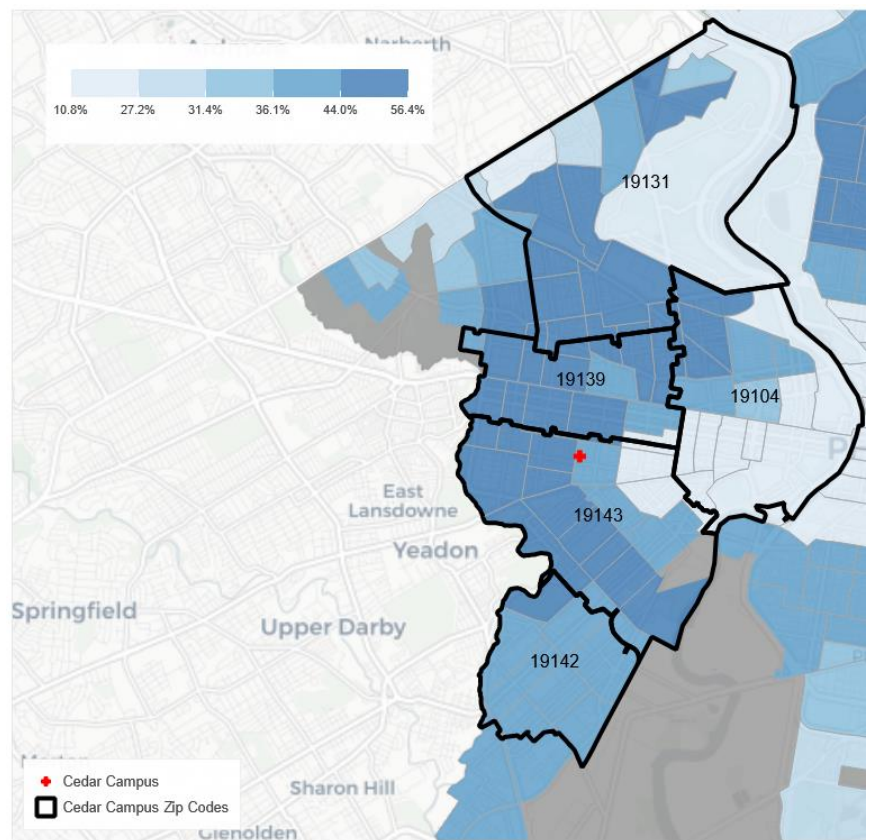 Narberth
10.8% 27.2% 31.4% 36.1% 44.0% 56.4%
19131
19139
19104
East
Lansdowne
19143
Yeadon
Springfield
Upper Darby
19142
Cedar Campus
Sharon Hill
Cedar Campus Zip Codes
Glenolden